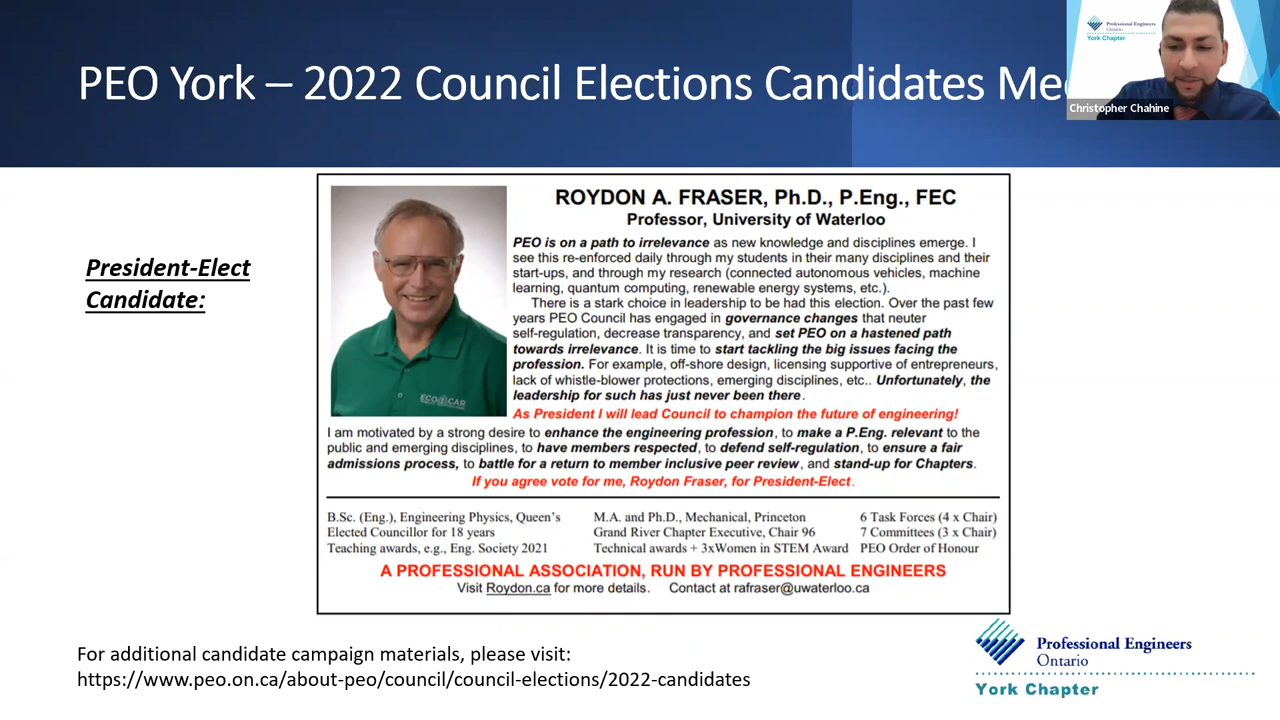 PEO York – 2022 Council Elections Candidates Me
Professional Engineers
Ontario
York Chapter
Christopher Chahine
President-Elect
Candidate:
ROYDON A. FRASER, Ph.D., P.Eng., FEC
Professor, University of Waterloo
PEO is on a path to irrelevance as new knowledge and disciplines emerge. I
see this re-enforced daily through my students in their many disciplines and their
start-ups, and through my research (connected autonomous vehicles, machine
learning, quantum computing, renewable energy systems, etc.).
There is a stark choice in leadership to be had this election. Over the past few
years PEO Council has engaged in governance changes that neuter
self-regulation, decrease transparency, and set PEO on a hastened path
towards irrelevance. It is time to start tackling the big issues facing the
profession. For example, off-shore design, licensing supportive of entrepreneurs,
lack of whistle-blower protections, emerging disciplines, etc.. Unfortunately, the
leadership for such has just never been there.
As President I will lead Council to champion the future of engineering!
ECOCAR
I am motivated by a strong desire to enhance the engineering profession, to make a P.Eng. relevant to the
public and emerging disciplines, to have members respected, to defend self-regulation, to ensure a fair
admissions process, to battle for a return to member inclusive peer review, and stand-up for Chapters.
If you agree vote for me, Roydon Fraser, for President-Elect.
B.Sc. (Eng.), Engineering Physics, Queen's M.A. and Ph.D., Mechanical, Princeton 6 Task Forces (4 x Chair)
Elected Councillor for 18 years Grand River Chapter Executive, Chair 96 7 Committees (3 x Chair)
Teaching awards, e.g., Eng. Society 2021 Technical awards + 3xWomen in STEM Award PEO Order of Honour
A PROFESSIONAL ASSOCIATION, RUN BY PROFESSIONAL ENGINEERS
Visit Roydon.ca for more details. Contact at rafraser@uwaterloo.ca
For additional candidate campaign materials, please visit:
https://www.peo.on.ca/about-peo/council/council-elections/2022-candidates
Professional Engineers
Ontario
York Chapter